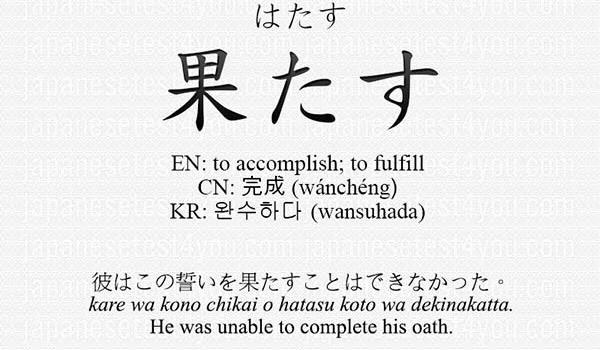 はたす
果たす
EN: to accomplish; to fulfill
CN: 完成 (wánchéng)
KR: 완수하다 (wansuhada)
彼はこの誓いを果たすことはできなかった。
kare wa kono chikai o hatasu koto wa dekinakatta.
He was unable to complete his oath.
japanesetest4you.com